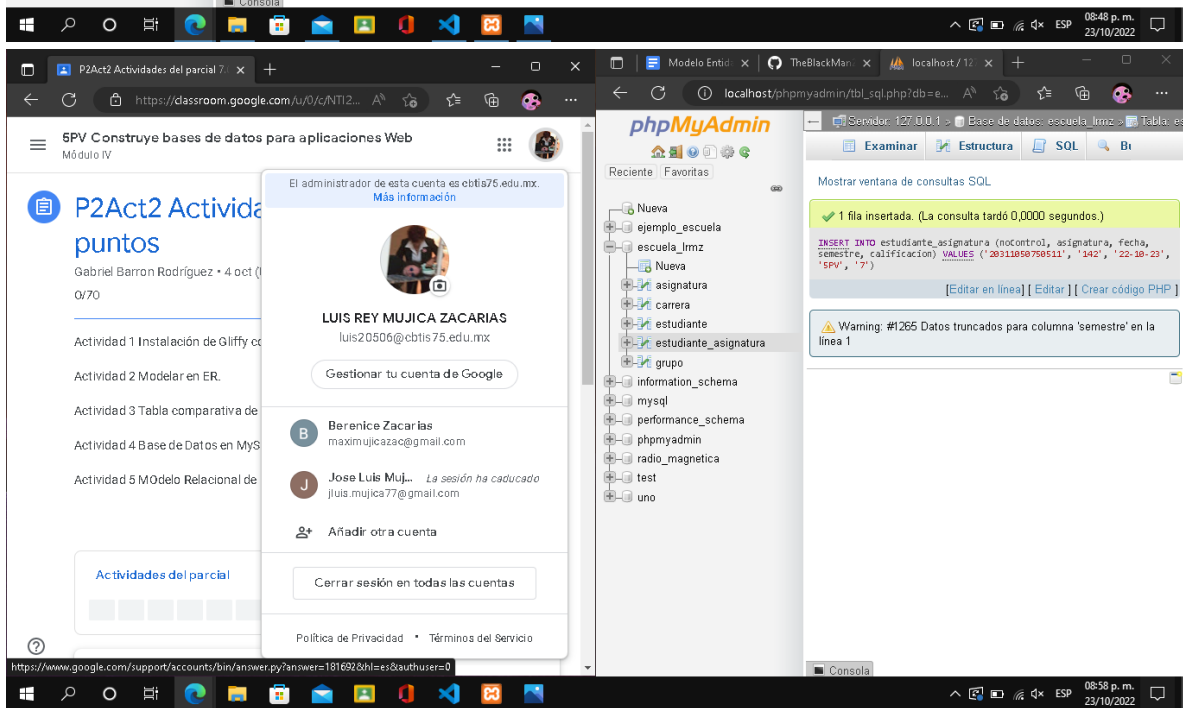 Consola
ESP
08:48 p. m.
23/10/2022
P2Act2 Actividades del parcial 7.
https://classroom.google.com/u/0/c/NTI2...
5PV Construye bases de datos para aplicaciones Web
Módulo IV
P2Act2 Activida
puntos
Gabriel Barron Rodríguez • 4 oct
0/70
Actividad 1 Instalación de Gliffy co
Actividad 2 Modelar en ER.
Actividad 3 Tabla comparativa de
Actividad 4 Base de Datos en MyS
Actividad 5 MOdelo Relacional de
Actividades del parcial
El administrador de esta cuenta es cbtis75.edu.mx.
Más información
LUIS REY MUJICA ZACARIAS
luis20506@cbtis75.edu.mx
Gestionar tu cuenta de Google
B
Berenice Zacarias
maximujicazac@gmail.com
J
Jose Luis Muj... La sesión ha caducado
jluis.mujica77@gmail.com
Añadir otra cuenta
Cerrar sesión en todas las cuentas
Política de Privacidad • Términos del Servicio
https://www.google.com/support/accounts/bin/answer.py?answer=181692&hl=es&authuser=0
Modelo Entid
TheBlackMan
localhost / 12
localhost/phpmyadmin/tbl_sql.php?db=e...
phpMyAdmin
Reciente Favoritas
Nueva
ejemplo_escuela
escuela_lrmz
Nueva
asignatura
carrera
estudiante
estudiante_asignatura
grupo
information_schema
mysql
performance_schema
phpmyadmin
radio_magnetica
test
uno
Servidor: 127.0.0.1 » Base de datos: escuela_lrmz » Tabla: es
Examinar Estructura SQL Bu
Mostrar ventana de consultas SQL
1 fila insertada. (La consulta tardó 0,0000 segundos.)
INSERT INTO estudiante_asignatura (noControl, asignatura, fecha,
semestre, calificacion) VALUES ('20311050750511', '142', '22-10-23',
'5PV', '7')
[Editar en línea] [ Editar ] [ Crear código PHP ]
Warning: #1265 Datos truncados para columna 'semestre' en la
línea 1
Consola
ESP
08:58 p. m.
23/10/2022